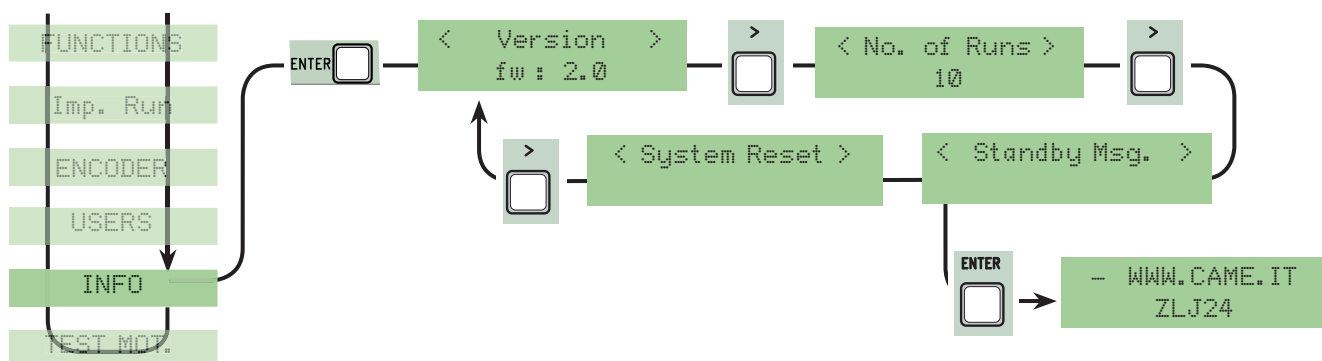 FUNCTIONS
Imp. Run
ENCODER
USERS
INFO
TEST MOT.
ENTER
< Version >
fw: 2.0
>
< No. of Runs >
10
>
< Standby Msg. >
< System Reset >
>
ENTER
– WWW.CAME.IT
ZLJ24